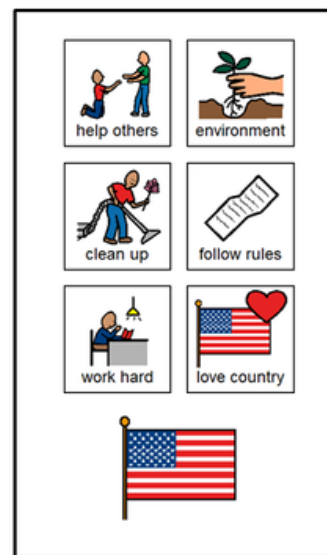 help others
environment
clean up
follow rules
work hard
love country